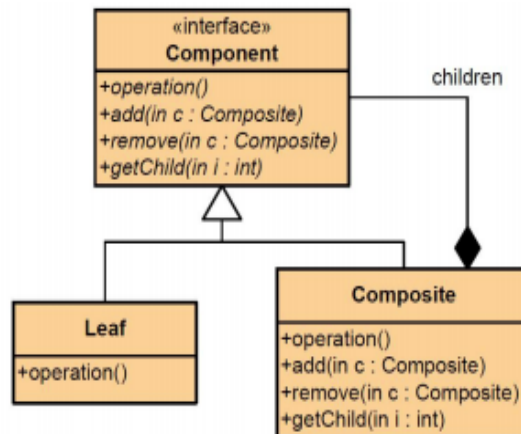 «interface»
Component
+operation()
+add(in c : Composite)
+remove(in c : Composite)
+getChild(in i : int)
children
Leaf
+operation()
Composite
+operation()
+add(in c : Composite)
+remove(in c : Composite)
+getChild(in i : int)